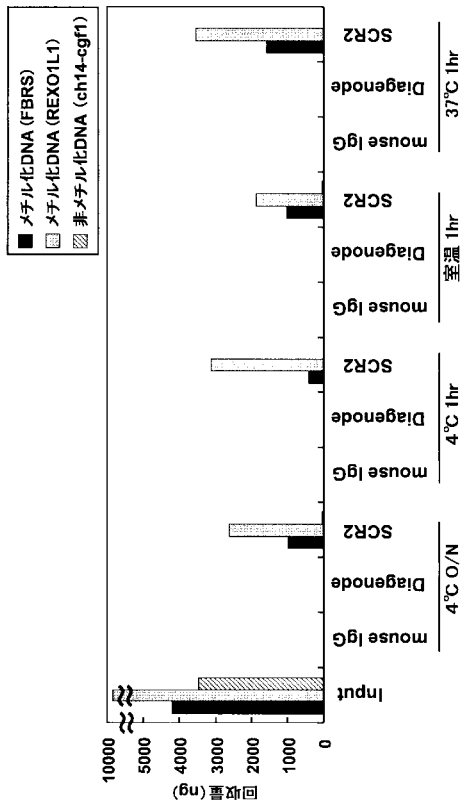 メチル化DNA(FBRS)
メチル化DNA(REXO1L1)
非メチル化DNA(ch14-cgf1)
回収量(ng)
10000
5000
4000
3000
2000
1000
0
Input
mouse IgG
Diagenode
SCR2
mouse IgG
Diagenode
SCR2
mouse IgG
Diagenode
SCR2
mouse IgG
Diagenode
SCR2
4℃ O/N
4℃ 1hr
室温 1hr
37℃ 1hr